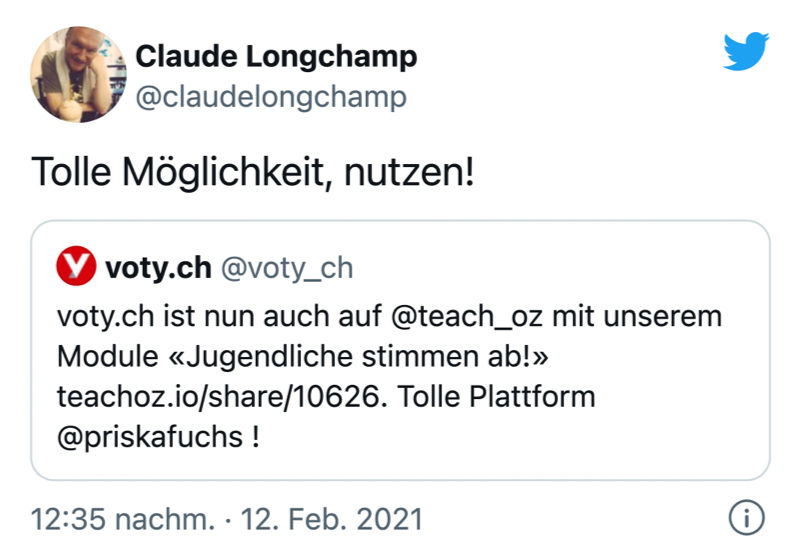 Claude Longchamp
@claudelongchamp
Tolle Möglichkeit, nutzen!
voty.ch @voty_ch
voty.ch ist nun auch auf @teach_oz mit unserem
Module «Jugendliche stimmen ab!»
teachoz.io/share/10626. Tolle Plattform
@priskafuchs !
12:35 nachm. · 12. Feb. 2021